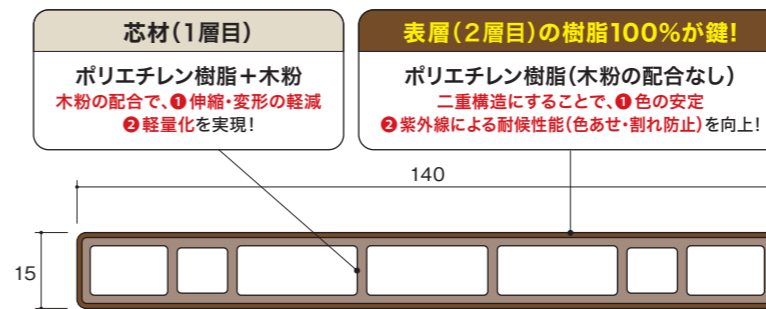 芯材(1層目)
ポリエチレン樹脂+木粉
木粉の配合で、❶伸縮・変形の軽減
❷軽量化を実現!
表層(2層目)の樹脂100%が鍵!
ポリエチレン樹脂(木粉の配合なし)
二重構造にすることで、❶色の安定
❷紫外線による耐候性能(色あせ・割れ防止)を向上!
140
15